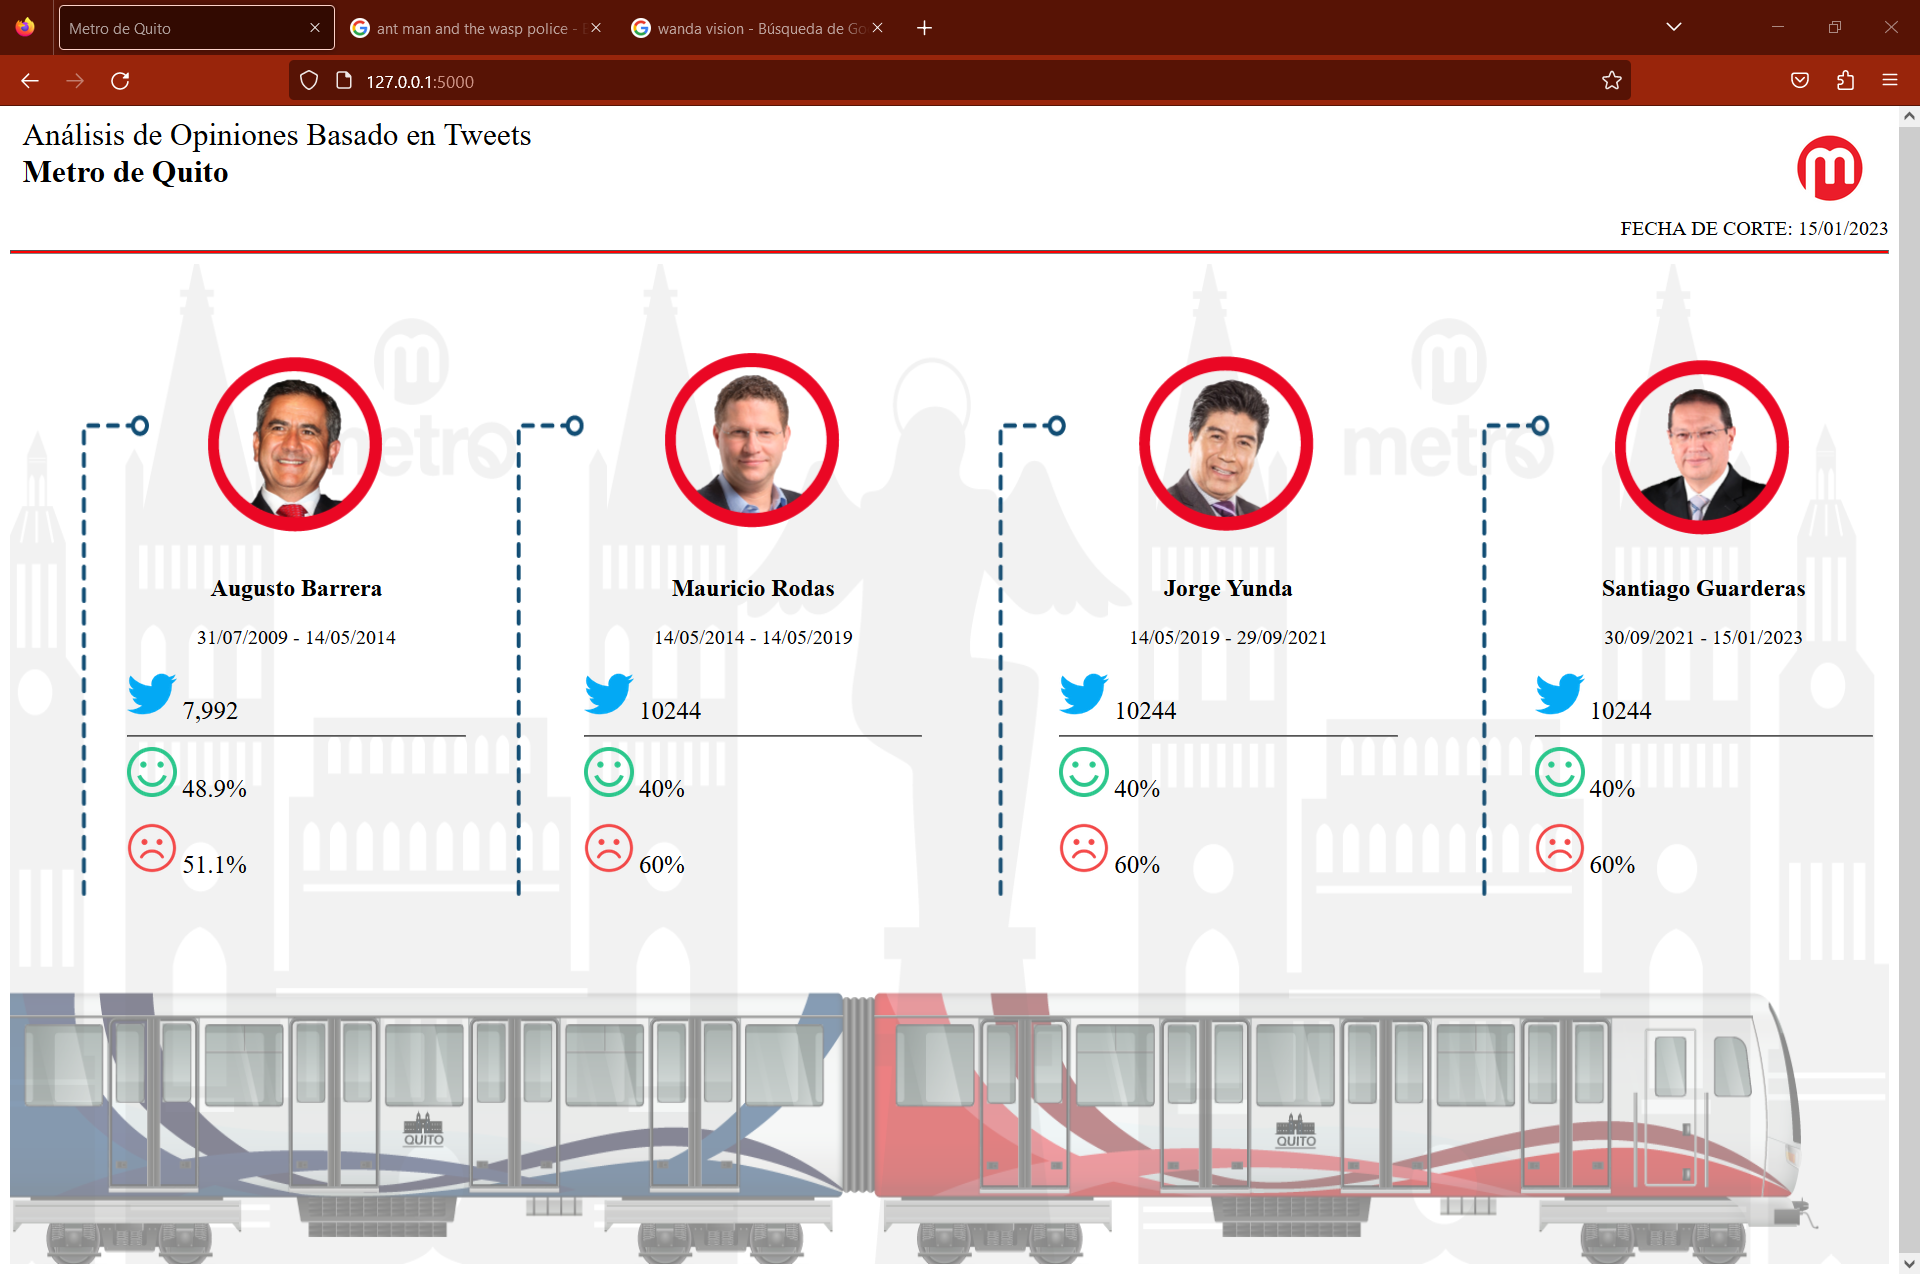 Metro de Quito
ant man and the wasp police -
wanda vision - Búsqueda de Go
127.0.0.1:5000
Análisis de Opiniones Basado en Tweets
Metro de Quito
FECHA DE CORTE: 15/01/2023
metro
metro
Augusto Barrera
Mauricio Rodas
Jorge Yunda
Santiago Guarderas
31/07/2009 - 14/05/2014
14/05/2014 - 14/05/2019
14/05/2019 - 29/09/2021
30/09/2021 - 15/01/2023
7,992
10244
10244
10244
48.9%
40%
40%
40%
51.1%
60%
60%
60%
QUITO
QUITO